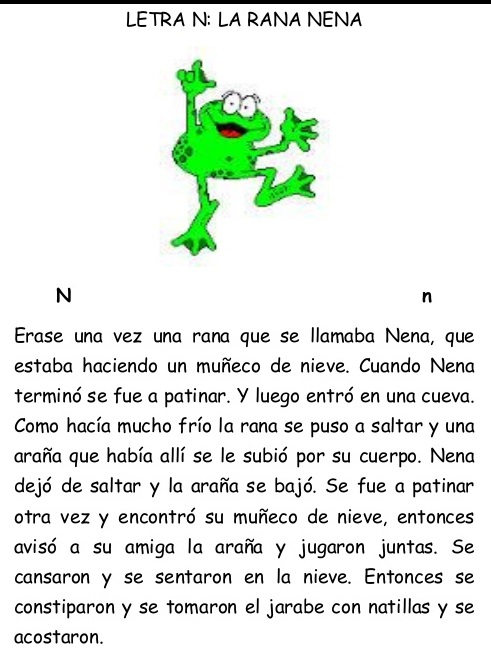 LETRA N: LA RANA NENA
N n
Erase una vez una rana que se llamaba Nena, que
estaba haciendo un muñeco de nieve. Cuando Nena
terminó se fue a patinar. Y luego entró en una cueva.
Como hacía mucho frío la rana se puso a saltar y una
araña que había allí se le subió por su cuerpo. Nena
dejó de saltar y la araña se bajó. Se fue a patinar
otra vez y encontró su muñeco de nieve, entonces
avisó a su amiga la araña y jugaron juntas. Se
cansaron y se sentaron en la nieve. Entonces se
constiparon y se tomaron el jarabe con natillas y se
acostaron.